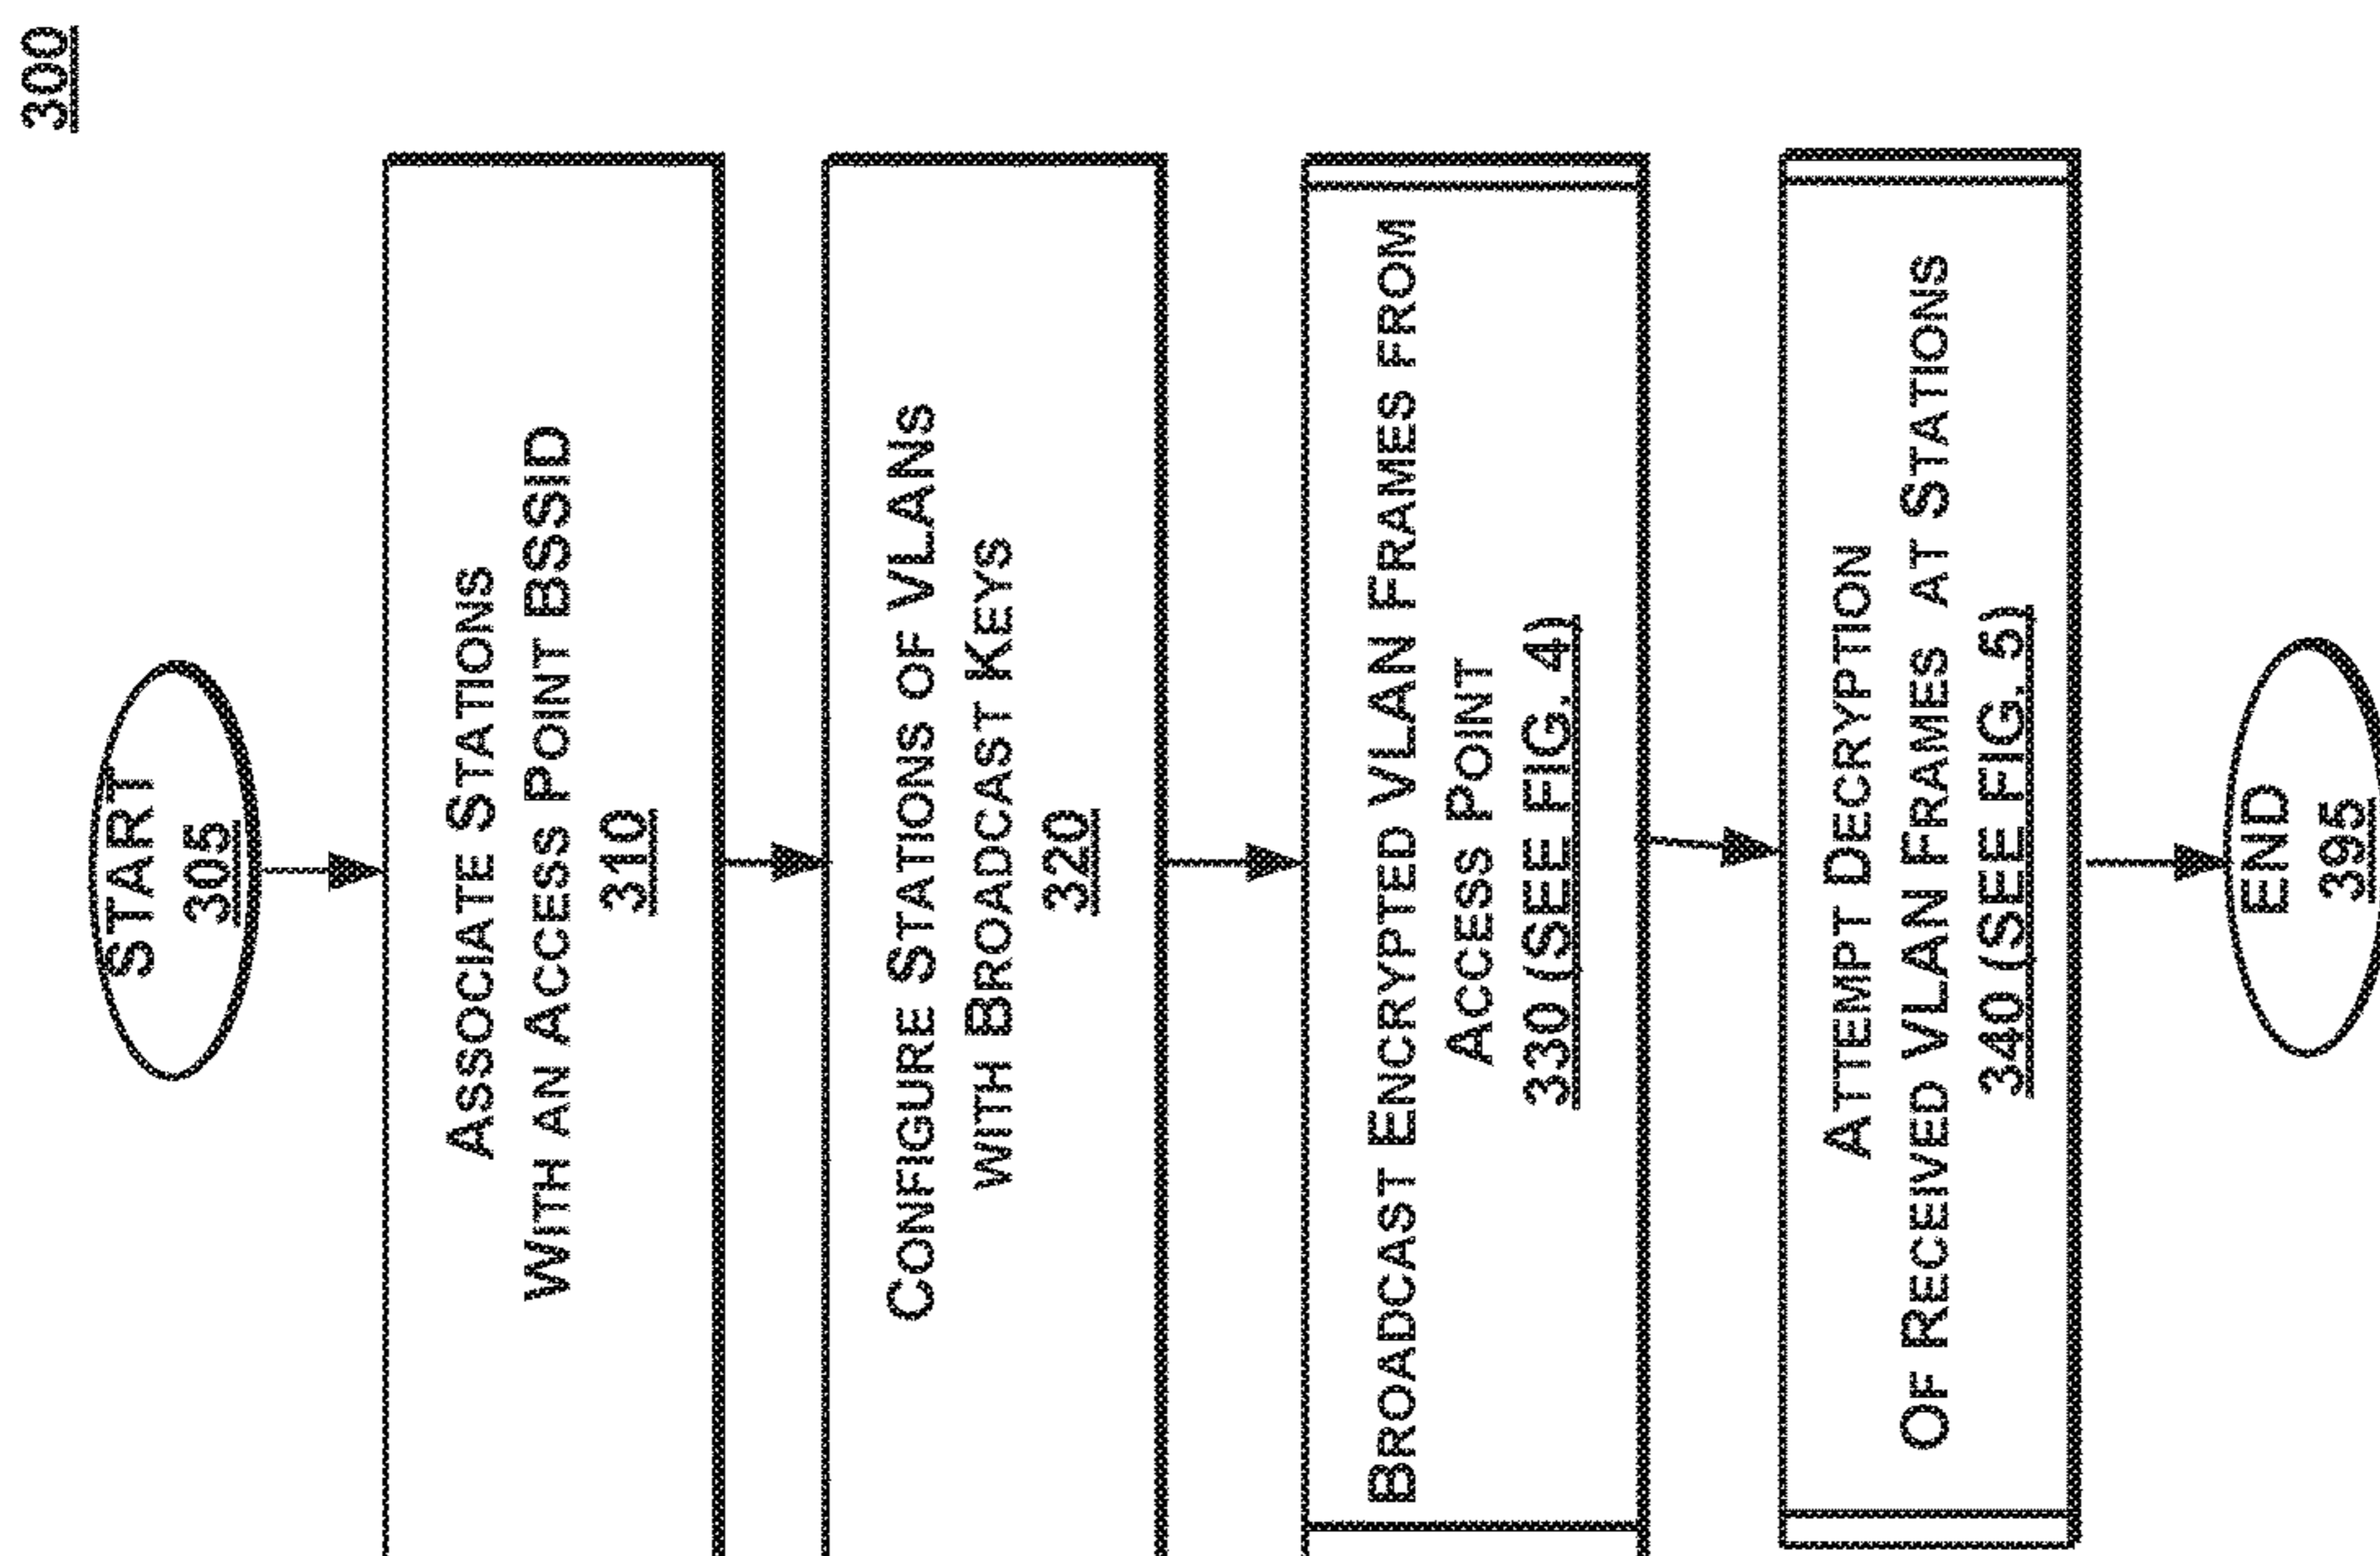 300
START
305
ASSOCIATE STATIONS
WITH AN ACCESS POINT BSSID
310
CONFIGURE STATIONS OF VLANS
WITH BROADCAST KEYS
320
BROADCAST ENCRYPTED VLAN FRAMES FROM
ACCESS POINT
330 (SEE FIG. 4)
ATTEMPT DECRYPTION
OF RECEIVED VLAN FRAMES AT STATIONS
340 (SEE FIG. 5)
END
395